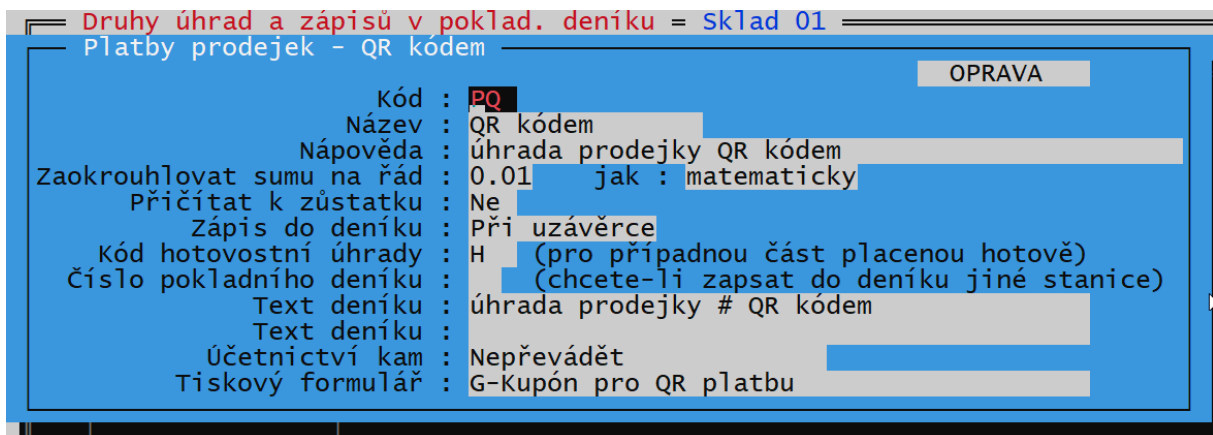 Druhy úhrad a zápisů v poklad. deníku = Sklad 01
Platby prodejek - QR kódem
OPRAVA
Kód : PQ
Název : QR kódem
Nápověda : úhrada prodejky QR kódem
Zaokrouhlovat sumu na řád : 0.01 jak : matematicky
Přičítat k zůstatku : Ne
Zápis do deníku : Při uzávěrce
Kód hotovostní úhrady : H (pro případnou část placenou hotově)
Číslo pokladního deníku : (chcete-li zapsat do deníku jiné stanice)
Text deníku : úhrada prodejky # QR kódem
Text deníku :
Účetnictví kam : Nepřevádět
Tiskový formulář : G-Kupón pro QR platbu